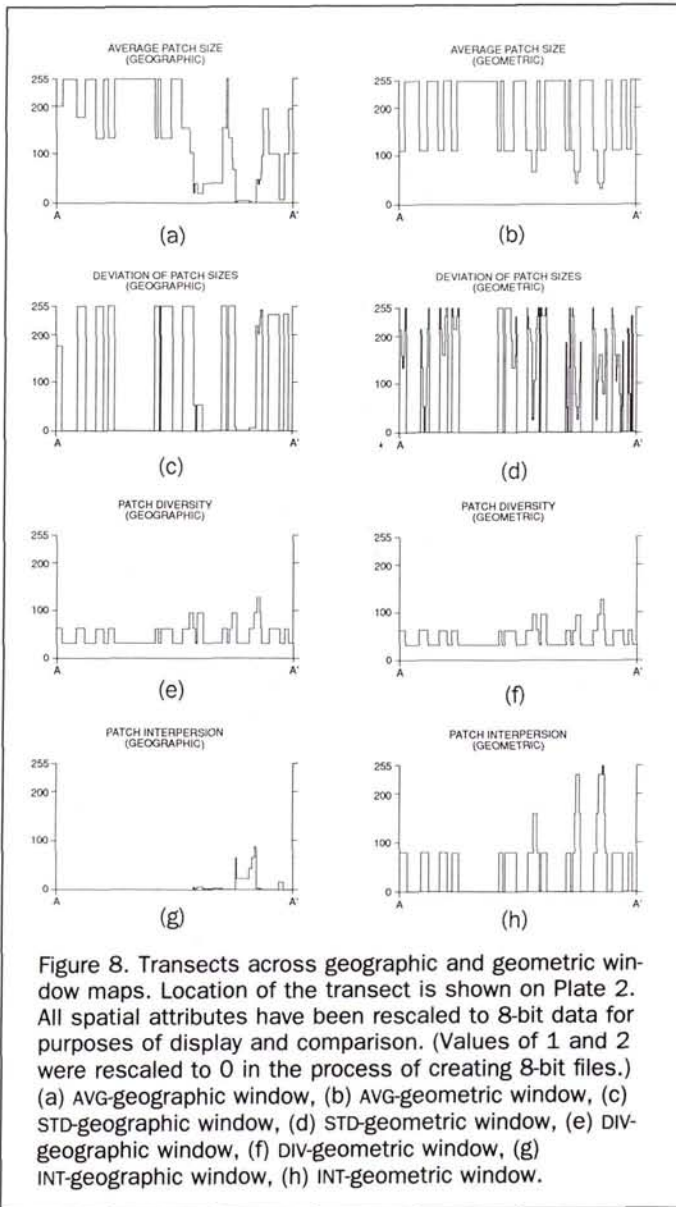 AVERAGE PATCH SIZE
(GEOGRAPHIC)
255
200
100
0
A
A'
(a)
AVERAGE PATCH SIZE
(GEOMETRIC)
255
200
100
0
A
A'
(b)
DEVIATION OF PATCH SIZES
(GEOGRAPHIC)
255
200
100
0
A
A'
(c)
DEVIATION OF PATCH SIZES
(GEOMETRIC)
255
200
100
0
A
A'
(d)
PATCH DIVERSITY
(GEOGRAPHIC)
255
200
100
0
A
A'
(e)
PATCH DIVERSITY
(GEOMETRIC)
255
200
100
0
A
A'
(f)
PATCH INTERPERSION
(GEOGRAPHIC)
255
200
100
0
A
A'
(g)
PATCH INTERPERSION
(GEOMETRIC)
255
200
100
0
A
A'
(h)
Figure 8. Transects across geographic and geometric win-
dow maps. Location of the transect is shown on Plate 2.
All spatial attributes have been rescaled to 8-bit data for
purposes of display and comparison. (Values of 1 and 2
were rescaled to 0 in the process of creating 8-bit files.)
(a) AVG-geographic window, (b) AVG-geometric window, (c)
STD-geographic window, (d) STD-geometric window, (e) DIV-
geographic window, (f) DIV-geometric window, (g)
INT-geographic window, (h) INT-geometric window.